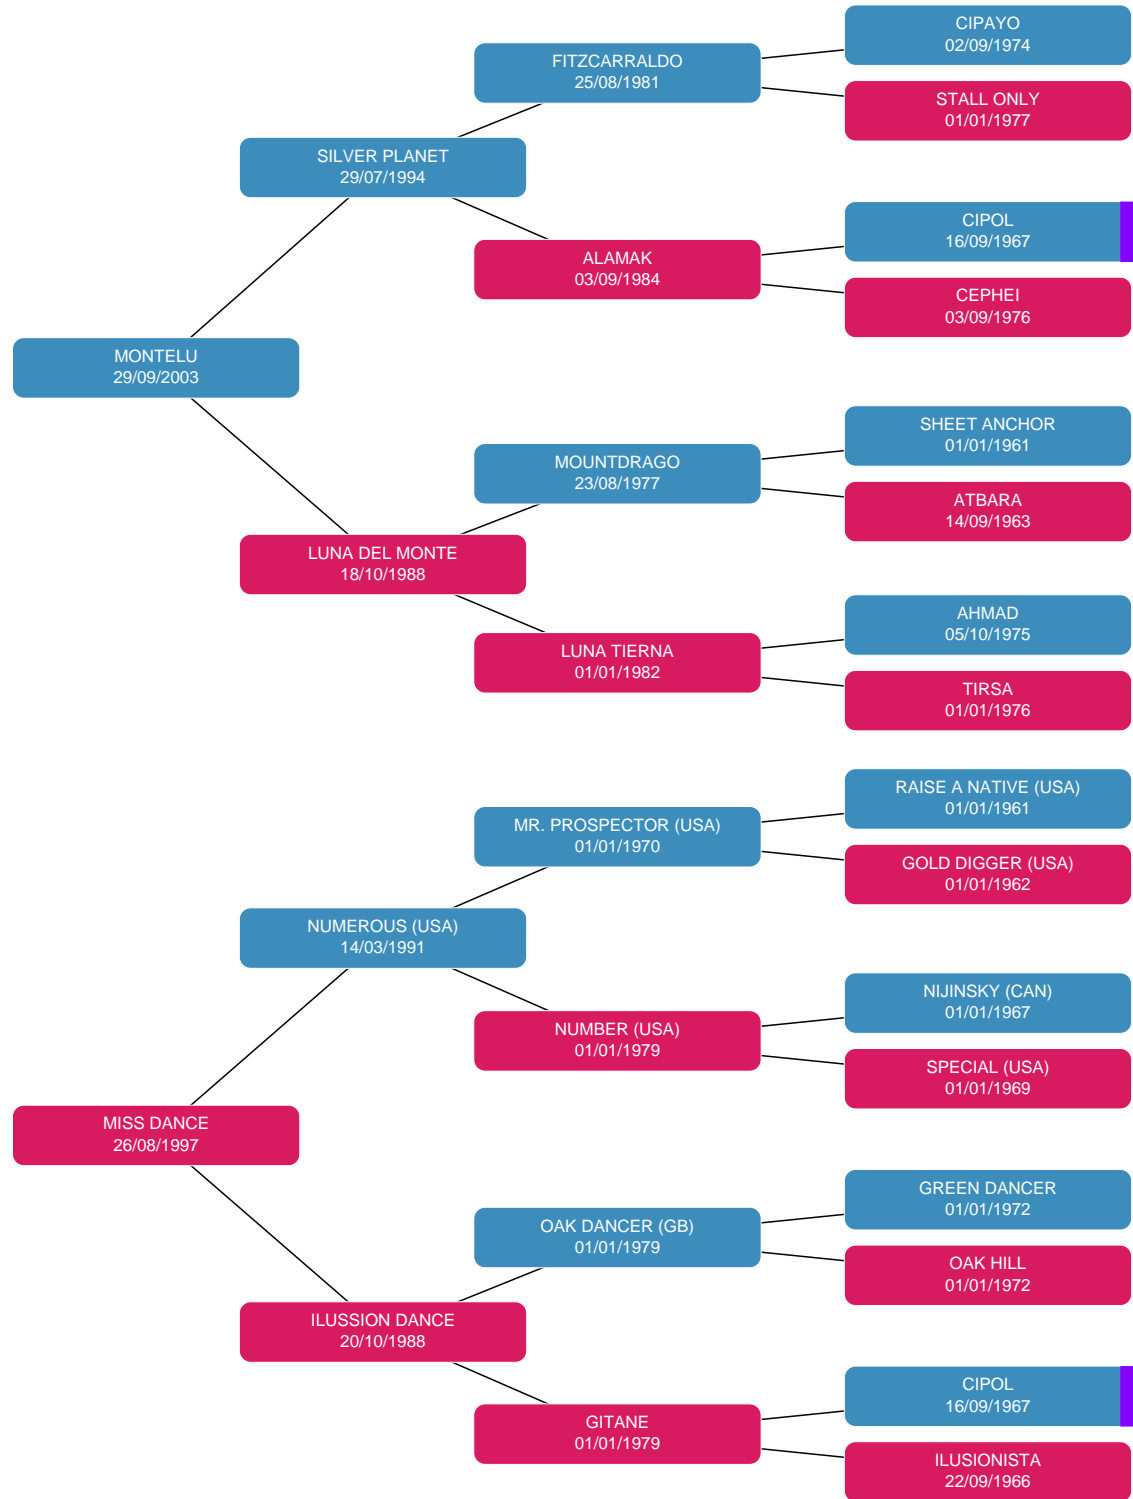 CIPAYO
02/09/1974
FITZCARRALDO
25/08/1981
STALL ONLY
01/01/1977
SILVER PLANET
29/07/1994
CIPOL
16/09/1967
ALAMAK
03/09/1984
CEPHEI
03/09/1976
MONTELU
29/09/2003
SHEET ANCHOR
01/01/1961
MOUNTDRAGO
23/08/1977
ATBARA
14/09/1963
LUNA DEL MONTE
18/10/1988
AHMAD
05/10/1975
LUNA TIERNA
01/01/1982
TIRSA
01/01/1976
RAISE A NATIVE (USA)
01/01/1961
MR. PROSPECTOR (USA)
01/01/1970
GOLD DIGGER (USA)
01/01/1962
NUMEROUS (USA)
14/03/1991
NIJINSKY (CAN)
01/01/1967
NUMBER (USA)
01/01/1979
SPECIAL (USA)
01/01/1969
MISS DANCE
26/08/1997
GREEN DANCER
01/01/1972
OAK DANCER (GB)
01/01/1979
OAK HILL
01/01/1972
ILUSSION DANCE
20/10/1988
CIPOL
16/09/1967
GITANE
01/01/1979
ILUSIONISTA
22/09/1966